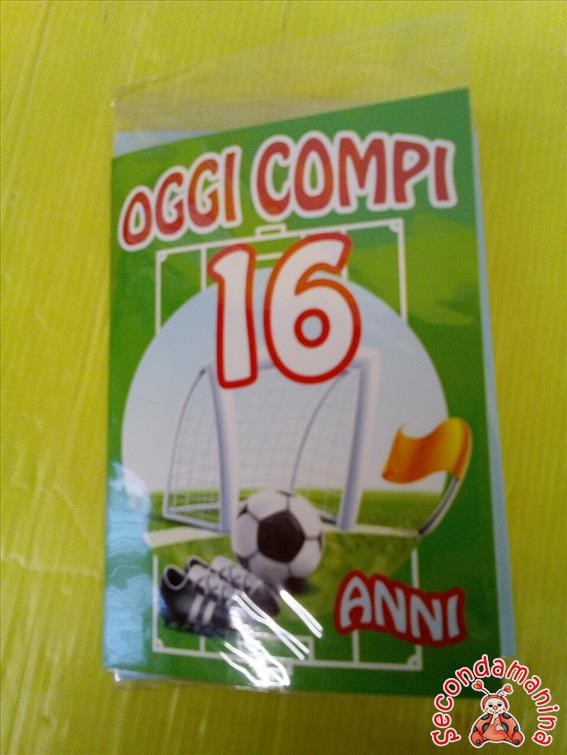 OGGI COMPI
16
ANNI
Secondamanina